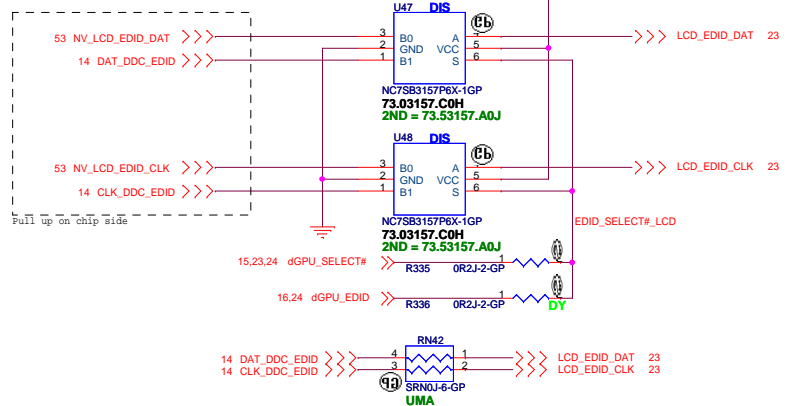 U47 DIS
53 NV_LCD_EDID_DAT 3 B0 A 4 LCD_EDID_DAT 23
2 GND VCC 5
14 DAT_DDC_EDID 1 B1 S 6
NC7SB3157P6X-1GP
73.03157.C0H
2ND = 73.53157.A0J
U48 DIS
53 NV_LCD_EDID_CLK 3 B0 A LCD_EDID_CLK 23
2 GND VCC 5
14 CLK_DDC_EDID 1 B1 S 6
Pull up on chip side
NC7SB3157P6X-1GP
EDID_SELECT#_LCD
73.03157.C0H
2ND = 73.53157.A0J
15,23,24 dGPU_SELECT# 1
R335 0R2J-2-GP
16,24 dGPU_EDID 1
R336 0R2J-2-GP DY
RN42
14 DAT_DDC_EDID 4 1 LCD_EDID_DAT 23
14 CLK_DDC_EDID 3 2 LCD_EDID_CLK 23
SRN0J-6-GP
UMA